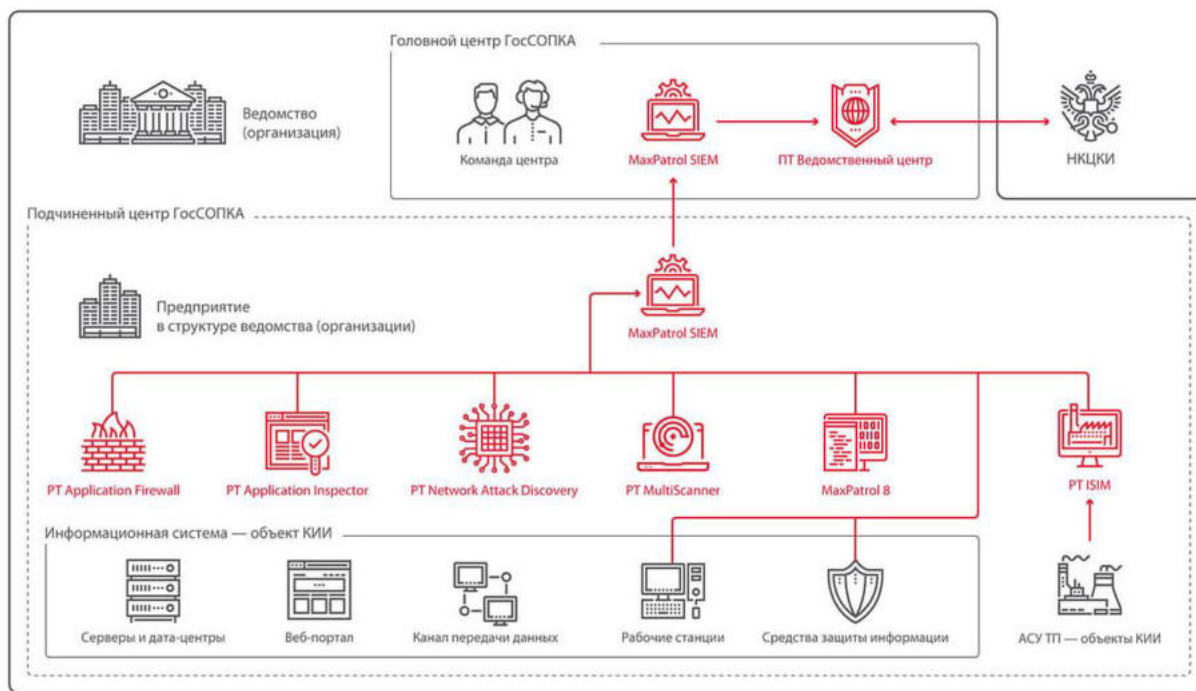 Головной центр ГосСОПКА
Ведомство
(организация)
Команда центра
MaxPatrol SIEM
ПТ Ведомственный центр
НКЦКИ
Подчиненный центр ГосСОПКА
Предприятие
в структуре ведомства (организации)
MaxPatrol SIEM
PT Application Firewall
PT Application Inspector
PT Network Attack Discovery
PT MultiScanner
MaxPatrol 8
PT ISIM
Информационная система — объект КИИ
Серверы и дата-центры
Веб-портал
Канал передачи данных
Рабочие станции
Средства защиты информации
АСУ ТП — объекты КИИ